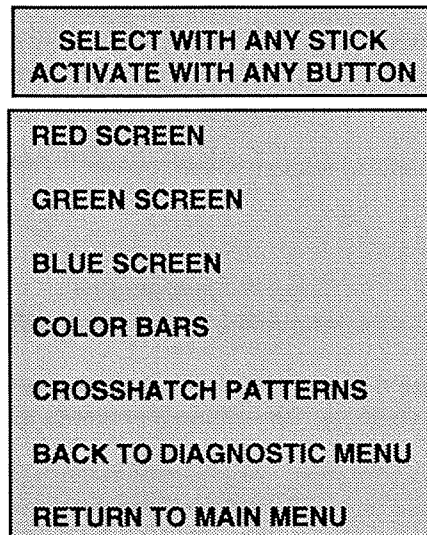 SELECT WITH ANY STICK
ACTIVATE WITH ANY BUTTON
RED SCREEN
GREEN SCREEN
BLUE SCREEN
COLOR BARS
CROSSHATCH PATTERNS
BACK TO DIAGNOSTIC MENU
RETURN TO MAIN MENU